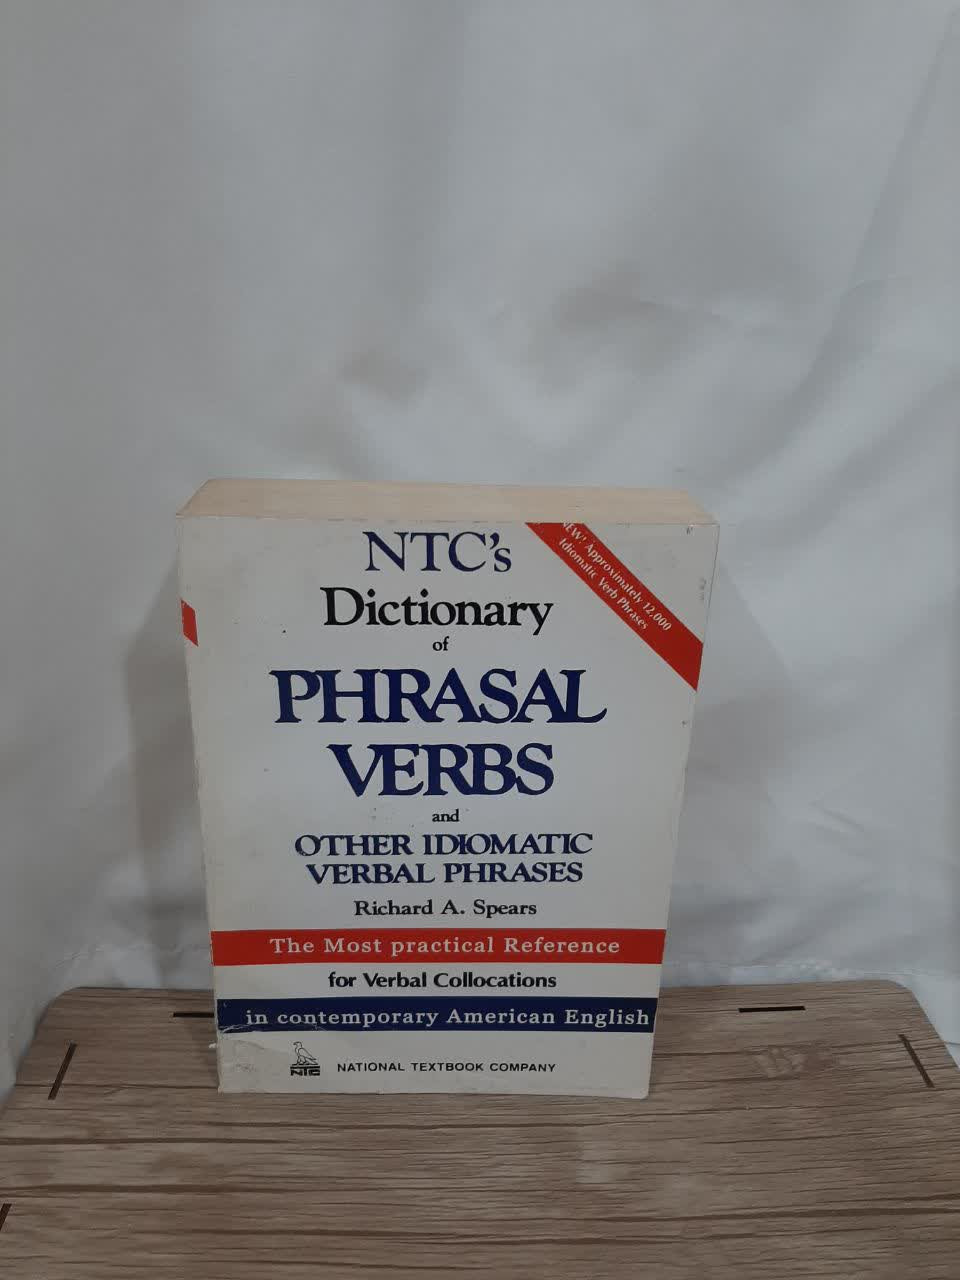 NTC's
Dictionary
of
NEW! Approximately 12,000
Idiomatic Verb Phrases
PHRASAL
VERBS
and
OTHER IDIOMATIC
VERBAL PHRASES
Richard A. Spears
The Most practical Reference
for Verbal Collocations
in contemporary American English
NTC
NATIONAL TEXTBOOK COMPANY